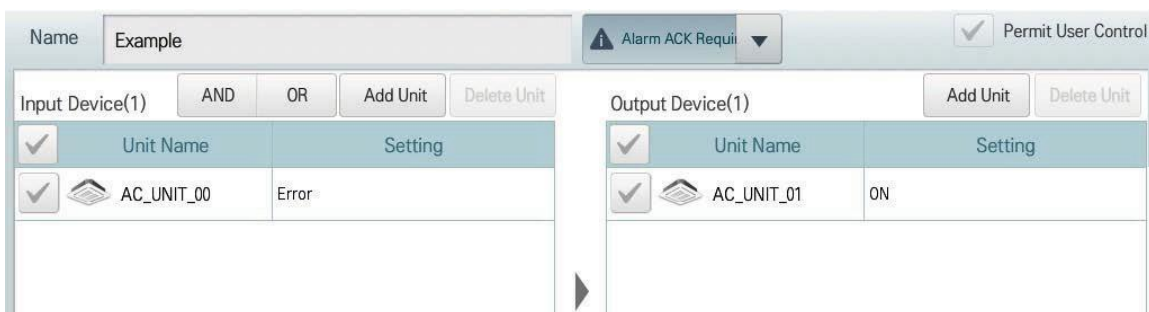 Name
Example
Alarm ACK Requi
Permit User Control
Input Device(1)
AND
OR
Add Unit
Delete Unit
Output Device(1)
Add Unit
Delete Unit
Unit Name
Setting
Unit Name
Setting
AC_UNIT_00
Error
AC_UNIT_01
ON